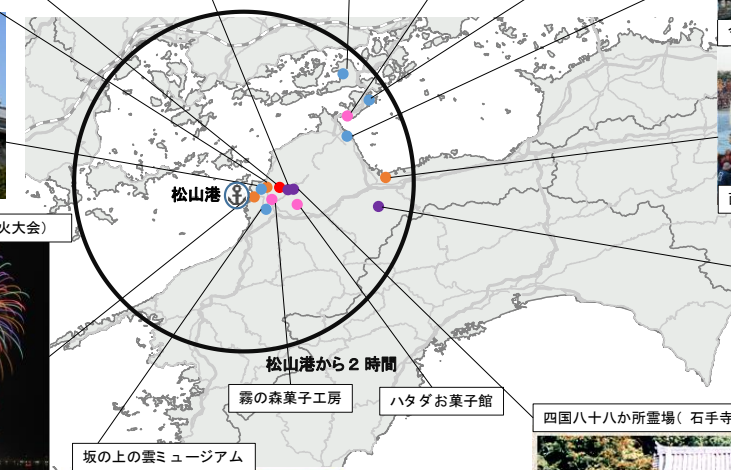 松山港
火大会）
松山港から２時間
霧の森菓子工房
ハタダお菓子館
四国八十八か所霊場（ 石手寺
坂の上の雲ミュージアム